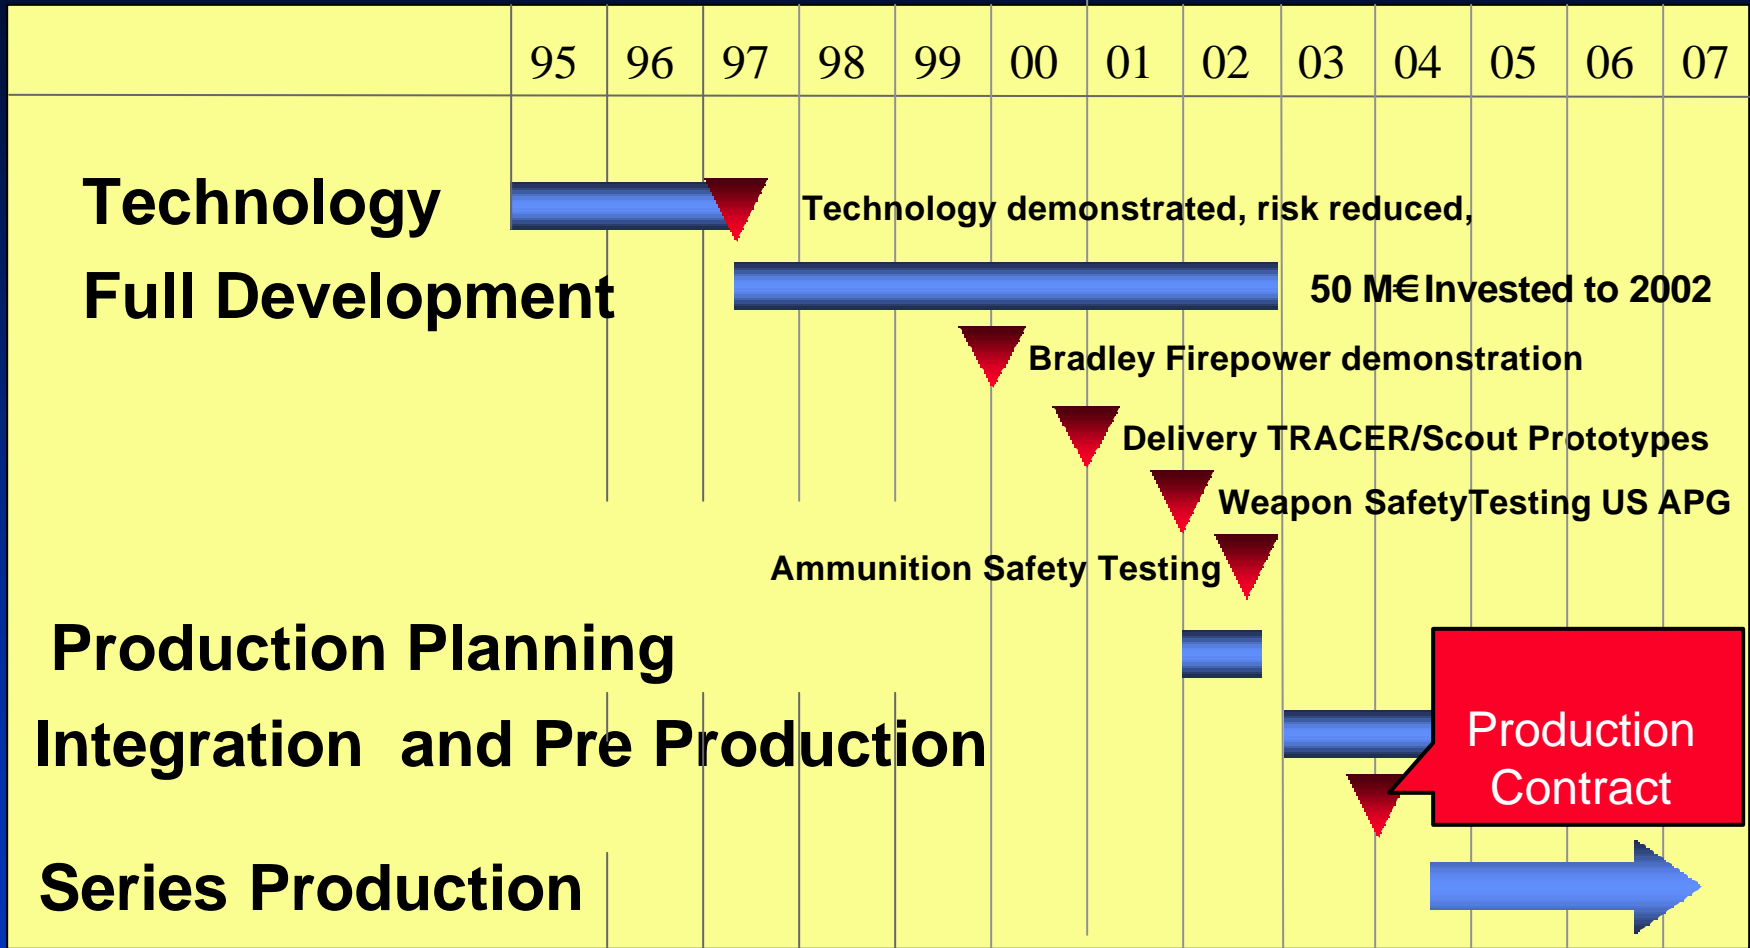 95 96 97 98 99 00 01 02 03 04 05 06 07
Technology
Technology demonstrated, risk reduced,
Full Development
50 M€ Invested to 2002
Bradley Firepower demonstration
Delivery TRACER/Scout Prototypes
Weapon SafetyTesting US APG
Ammunition Safety Testing
Production Planning
Integration and Pre Production
Production
Contract
Series Production